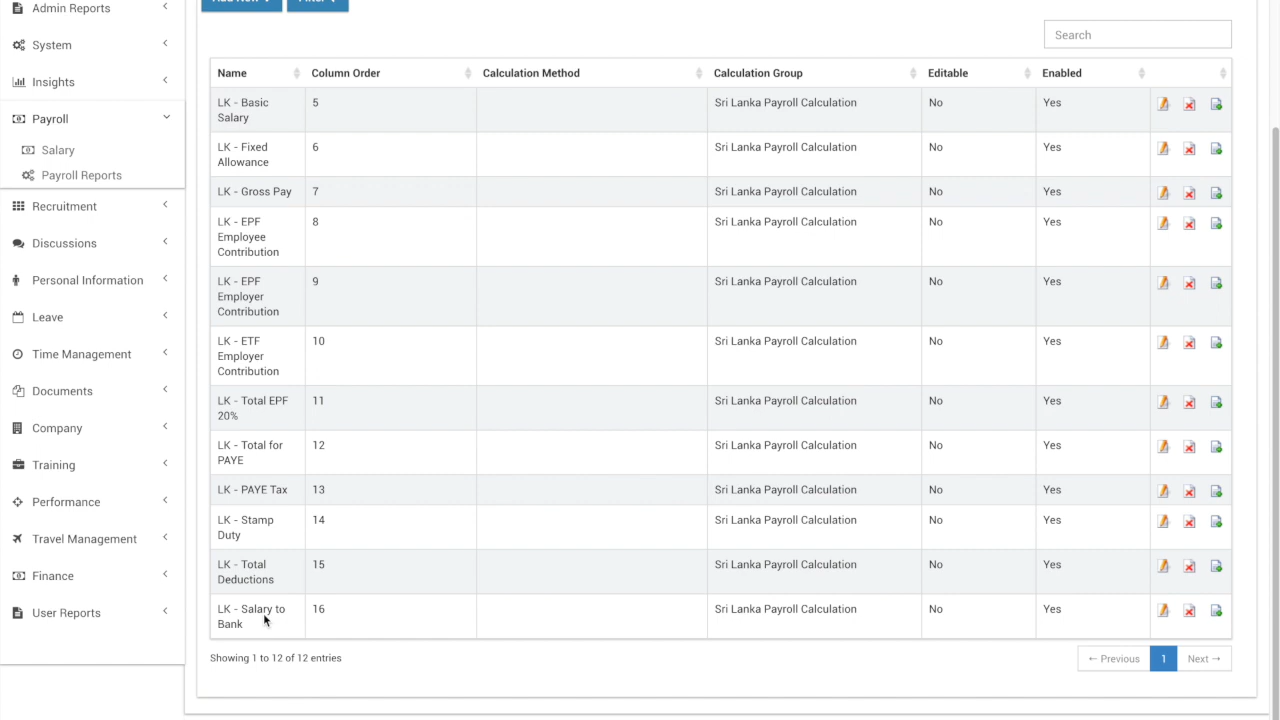 Admin Reports
System
Insights
Payroll
Salary
Payroll Reports
Recruitment
Discussions
Personal Information
Leave
Time Management
Documents
Company
Training
Performance
Travel Management
Finance
User Reports
Add New
Filter
Search
Name Column Order Calculation Method Calculation Group Editable Enabled
LK - Basic 5 Sri Lanka Payroll Calculation No Yes
Salary
LK - Fixed 6 Sri Lanka Payroll Calculation No Yes
Allowance
LK - Gross Pay 7 Sri Lanka Payroll Calculation No Yes
LK - EPF 8 Sri Lanka Payroll Calculation No Yes
Employee
Contribution
LK - EPF 9 Sri Lanka Payroll Calculation No Yes
Employer
Contribution
LK - ETF 10 Sri Lanka Payroll Calculation No Yes
Employer
Contribution
LK - Total EPF 11 Sri Lanka Payroll Calculation No Yes
20%
LK - Total for 12 Sri Lanka Payroll Calculation No Yes
PAYE
LK - PAYE Tax 13 Sri Lanka Payroll Calculation No Yes
LK - Stamp 14 Sri Lanka Payroll Calculation No Yes
Duty
LK - Total 15 Sri Lanka Payroll Calculation No Yes
Deductions
LK - Salary to 16 Sri Lanka Payroll Calculation No Yes
Bank
Showing 1 to 12 of 12 entries
← Previous 1 Next →